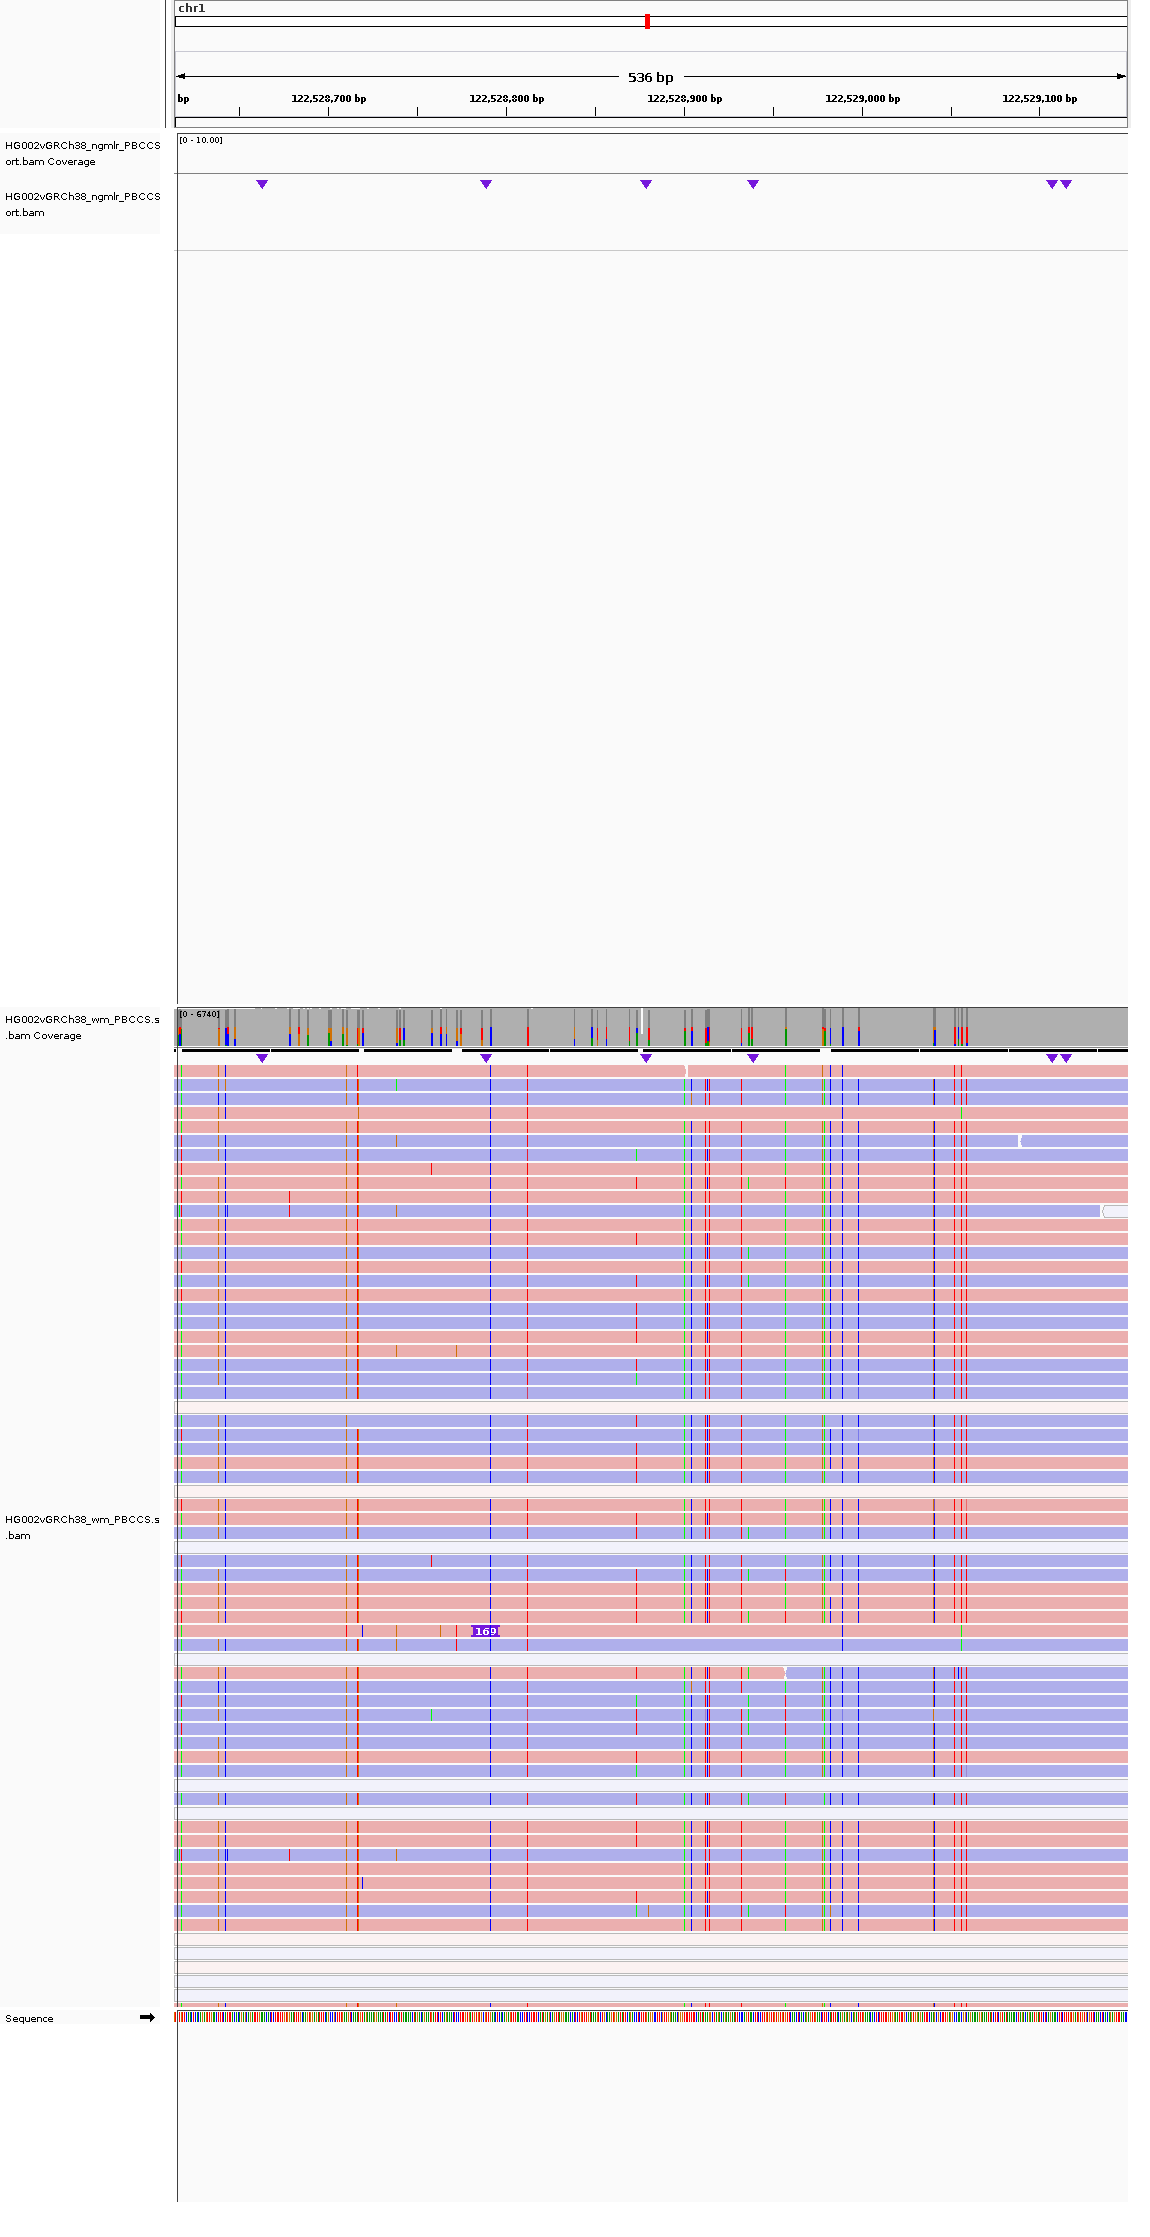 chr1
536 bp
bp 122,528,700 bp 122,528,800 bp 122,528,900 bp 122,529,000 bp 122,529,100 bp
HG002vGRCh38_ngmlr_PBCCS
ort.bam Coverage
[0 - 10.00]
HG002vGRCh38_ngmlr_PBCCS
ort.bam
HG002vGRCh38_wm_PBCCS.s
.bam Coverage
[0 - 6740]
HG002vGRCh38_wm_PBCCS.s
.bam
169
Sequence